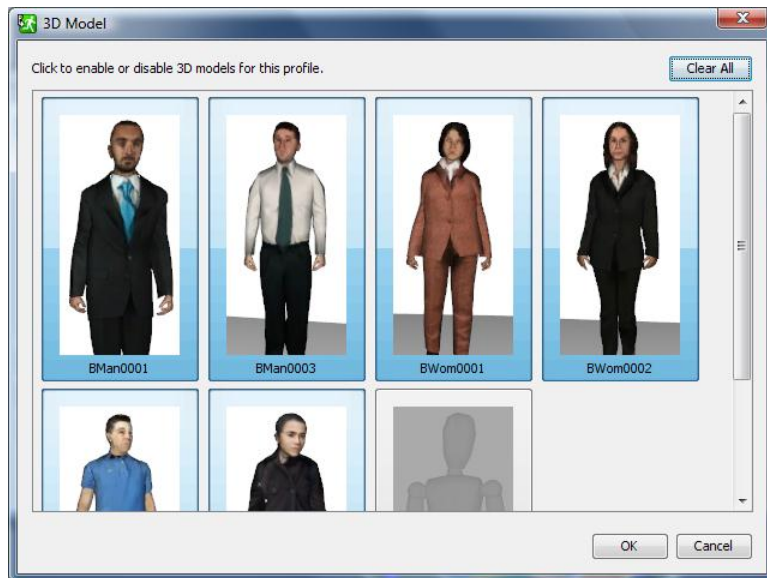 3D Model
Click to enable or disable 3D models for this profile.
Clear All
BMan0001
BMan0003
BWom0001
BWom0002
OK
Cancel